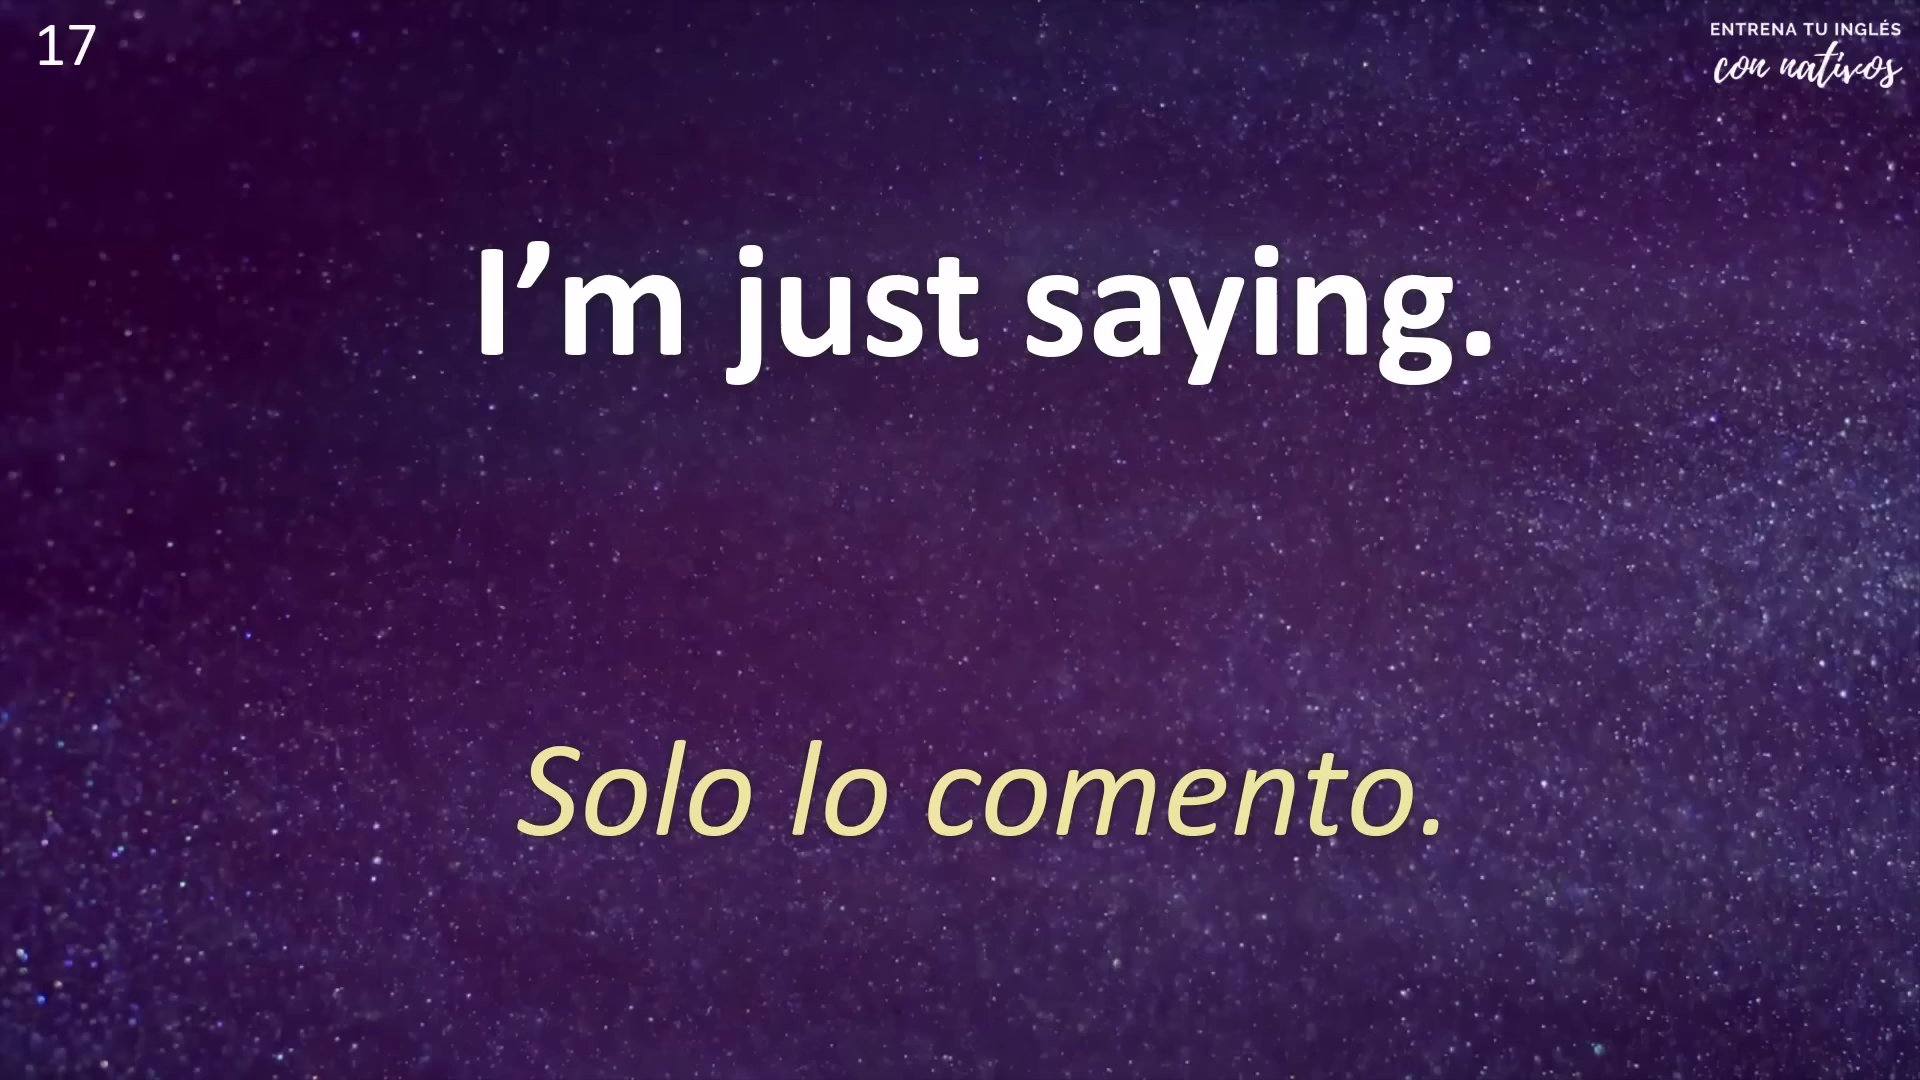 17
ENTRENA TU INGLÉS
con nativos
I’m just saying.
Solo lo comento.